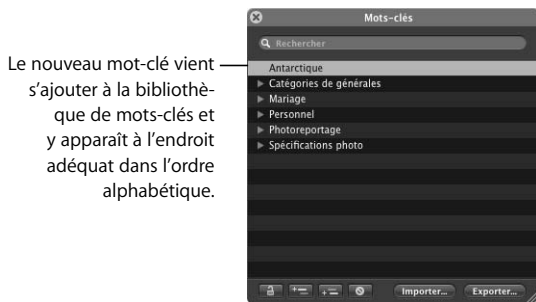 Mots-clés
Rechercher
Le nouveau mot-clé vient
s'ajouter à la bibliothè-
que de mots-clés et
y apparaît à l'endroit
adéquat dans l'ordre
alphabétique.
Antarctique
Catégories de générales
Mariage
Personnel
Photoreportage
Spécifications photo
Importer...
Exporter...